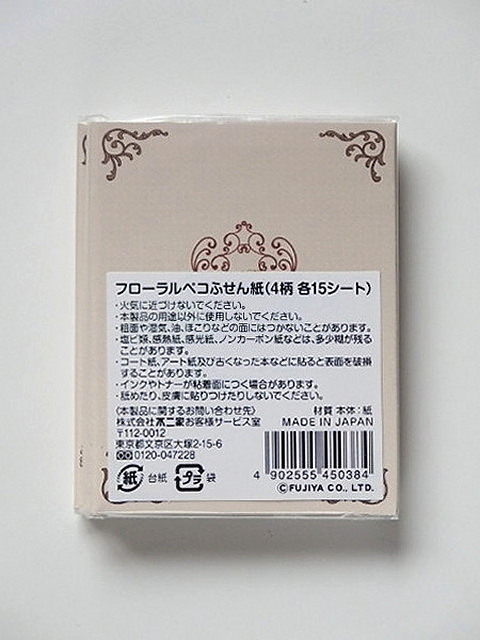 フローラルペコふせん紙(4柄 各15シート)
・火気に近づけないでください。
・本製品の用途以外に使用しないでください。
・粗面や湿気、油、ほこりなどの面にはつかないことがあります。
・塩ビ類、感熱紙、感光紙、ノンカーボン紙などは、多少糊が残る
ことがあります。
・コート紙、アート紙及び古くなった本などに貼ると表面を破損
することがあります。
・インクやトナーが粘着面につく場合があります。
・舐めたり、皮膚に貼りつけたりしないでください。
〈本製品に関するお問い合わせ先〉
株式会社不二家お客様サービス室
〒112-0012
東京都文京区大塚2-15-6
0120-047228
材質 本体:紙
MADE IN JAPAN
4 902555 450384
©FUJIYA CO., LTD.
紙 台紙 プラ 袋